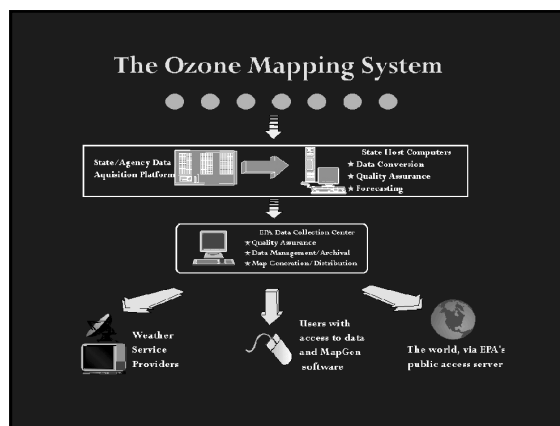 The Ozone Mapping System
State/Agency Data
Aquisition Platform
State Host Computers
★ Data Conversion
★ Quality Assurance
★ Forecasting
EPA Data Collection Center
★ Quality Assurance
★ Data Management/Archival
★ Map Generation/Distribution
Weather
Service
Providers
Users with
access to data
and MapGen
software
The world, via EPA's
public access server